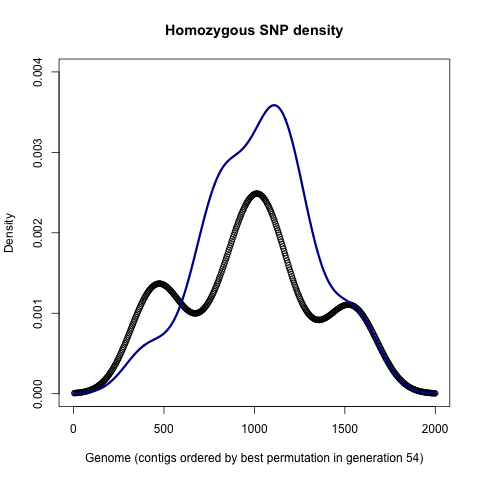 Homozygous SNP density
Density
0.004
0.003
0.002
0.001
0.000
0 500 1000 1500 2000
Genome (contigs ordered by best permutation in generation 54)